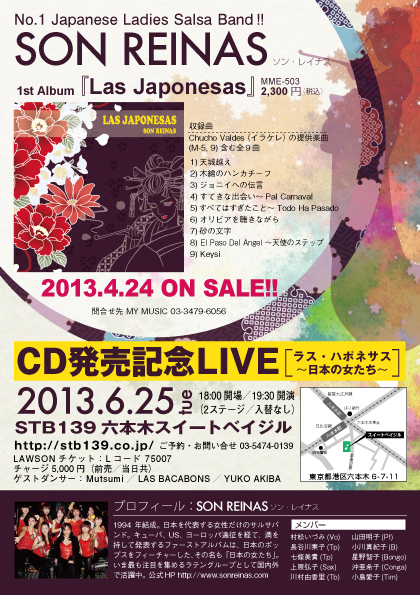 No.1 Japanese Ladies Salsa Band!!
SON REINAS ソン・レイナス
1st Album『Las Japonesas』MME-503 2,300円(税込)
LAS JAPONESAS
SON REINAS
収録曲
Chucho Valdes（イラケレ）の提供楽曲
(M-5, 9) 含む全9曲
1) 天城越え
2) 木綿のハンカチーフ
3) ジョニイへの伝言
4) すてきな出会い〜 Pal Carnaval
5) すべてはすぎたこと〜 Todo Ha Pasado
6) オリビアを聴きながら
7) 砂の文字
8) El Paso Del Angel 〜天使のステップ
9) Keysi
2013.4.24 ON SALE!!
問合せ先 MY MUSIC 03-3479-6056
CD発売記念LIVE［ラス・ハポネサス 〜日本の女たち〜］
2013.6.25 tue 18:00開場／19:30開演
（2ステージ／入替なし）
STB139 六本木スイートベイジル
http://stb139.co.jp/ ご予約・お問い合せ 03-5474-0139
LAWSON チケット：Lコード 75007
チャージ 5,000円（前売／当日共）
ゲストダンサー：Mutsumi ／ LAS BACABONS ／ YUKO AKIBA
スイートベイジル
東京都港区六本木 6-7-11
プロフィール：SON REINAS ソン・レイナス
1994年結成。日本を代表する女性だけのサルサバ
ンド。キューバ、US、ヨーロッパ遠征を経て、満を
持して発表するファーストアルバムは、日本のポッ
プスをフィーチャーした、その名も「日本の女たち」。
いま最も注目を集めるラテングループとして国内外
で活躍中。公式HP http://www.sonreinas.com
メンバー
村松いづみ (Vo)
長谷川素子 (Tp)
七條美貴 (Tp)
上原弘子 (Sax)
川村由香里 (Tb)
山田明子 (Pf)
小川真紀子 (B)
星野智子 (Bongo)
沖亜希子 (Conga)
小島愛子 (Tim)